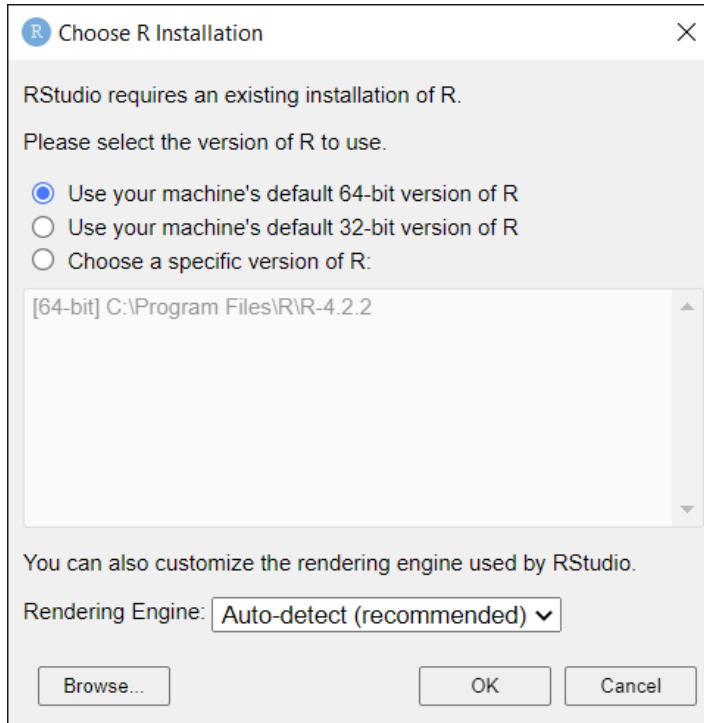 R Choose R Installation
RStudio requires an existing installation of R.
Please select the version of R to use.
Use your machine's default 64-bit version of R
Use your machine's default 32-bit version of R
Choose a specific version of R:
[64-bit] C:\Program Files\R\R-4.2.2
You can also customize the rendering engine used by RStudio.
Rendering Engine: Auto-detect (recommended)
Browse... OK Cancel